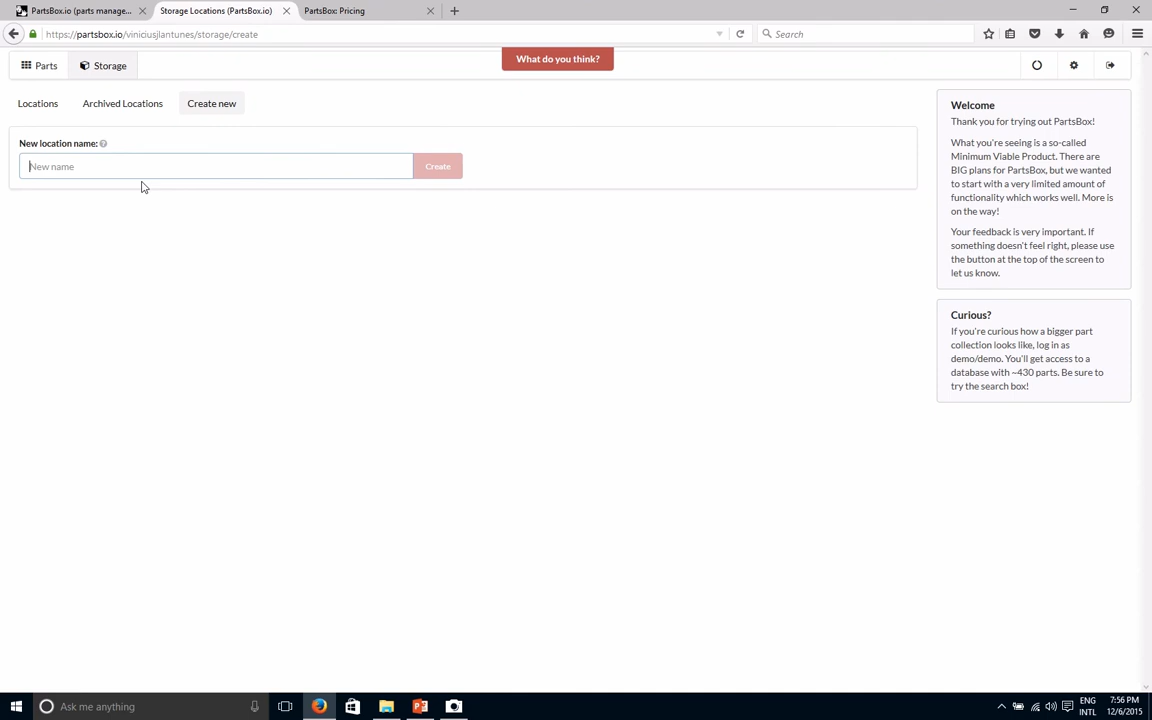 PartsBox.io (parts manage...
Storage Locations (PartsBox.io)
PartsBox: Pricing
https://partsbox.io/viniciusjlantunes/storage/create
Search
Parts
Storage
What do you think?
Locations
Archived Locations
Create new
New location name:
New name
Create
Welcome
Thank you for trying out PartsBox!
What you're seeing is a so-called
Minimum Viable Product. There are
BIG plans for PartsBox, but we wanted
to start with a very limited amount of
functionality which works well. More is
on the way!
Your feedback is very important. If
something doesn't feel right, please use
the button at the top of the screen to
let us know.
Curious?
If you're curious how a bigger part
collection looks like, log in as
demo/demo. You'll get access to a
database with ~430 parts. Be sure to
try the search box!
Ask me anything
ENG
INTL
7:56 PM
12/6/2015